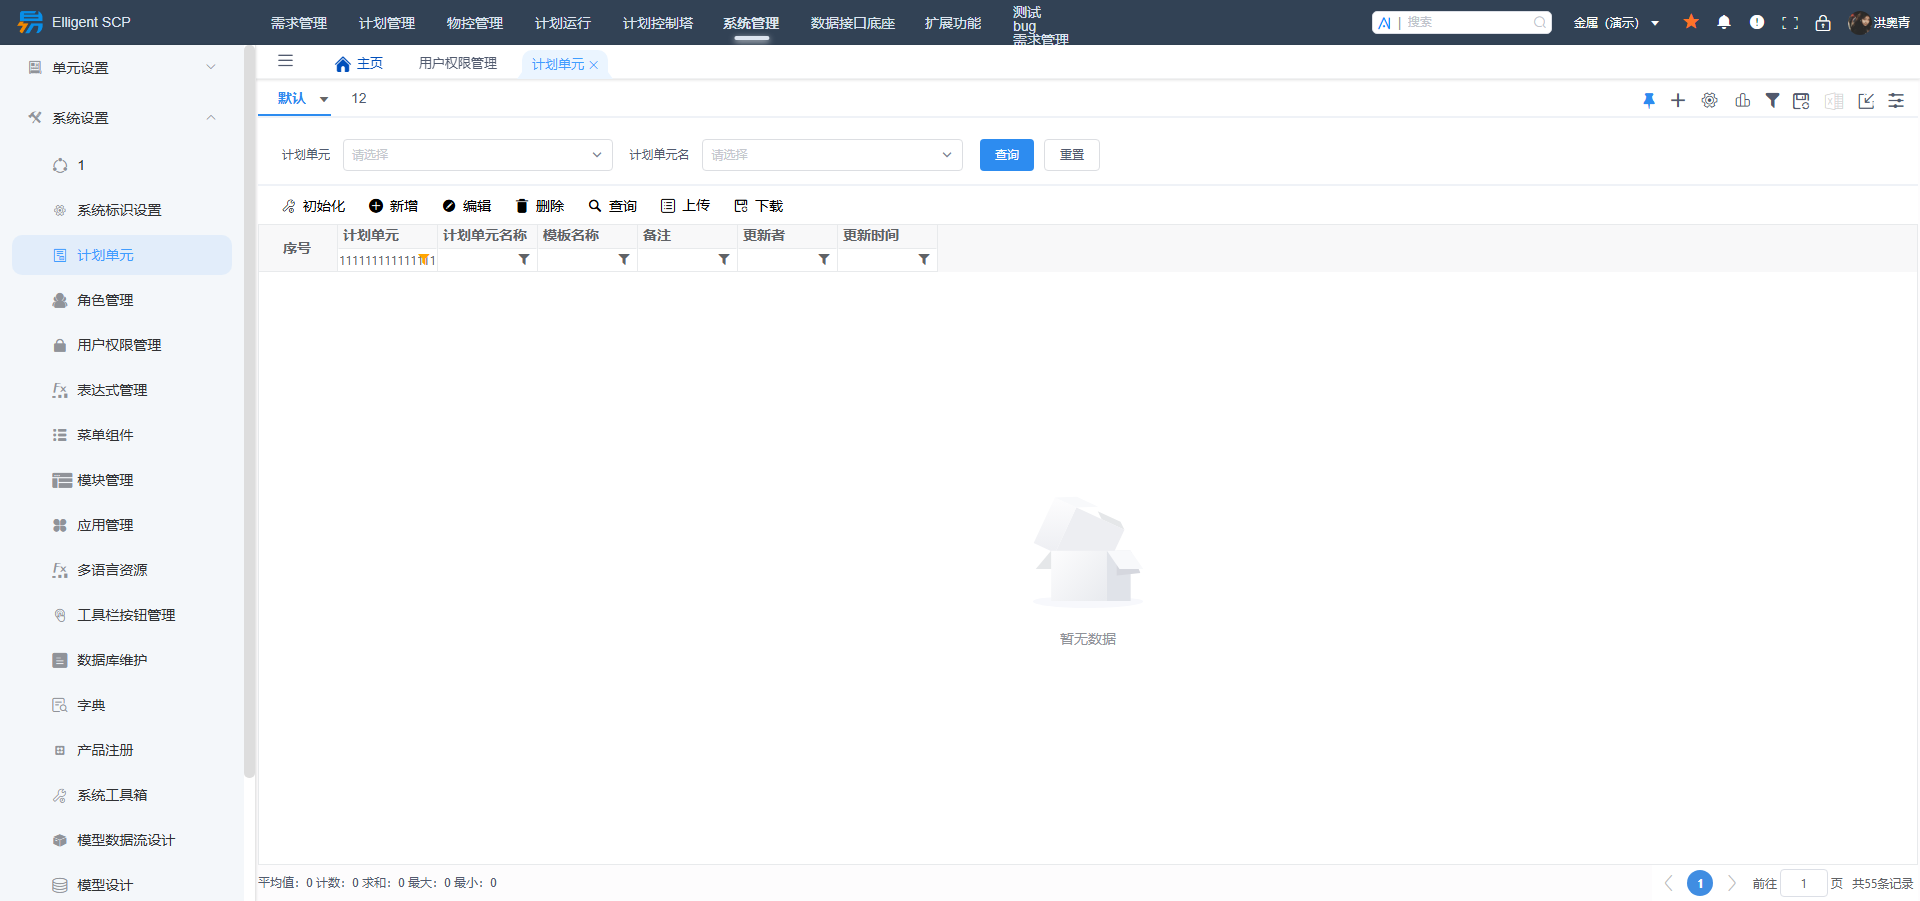 Elligent SCP
需求管理
计划管理
物控管理
计划运行
计划控制塔
系统管理
数据接口底座
扩展功能
测试
bug
需求管理
搜索
金属（演示）
洪奥青
单元设置
系统设置
1
系统标识设置
计划单元
角色管理
用户权限管理
表达式管理
菜单组件
模块管理
应用管理
多语言资源
工具栏按钮管理
数据库维护
字典
产品注册
系统工具箱
模型数据流设计
模型设计
主页
用户权限管理
计划单元
默认
12
计划单元 请选择
计划单元名 请选择
查询
重置
初始化
新增
编辑
删除
查询
上传
下载
序号
计划单元
计划单元名称
模板名称
备注
更新者
更新时间
暂无数据
平均值：0 计数：0 求和：0 最大：0 最小：0
1
前往 1 页 共55条记录